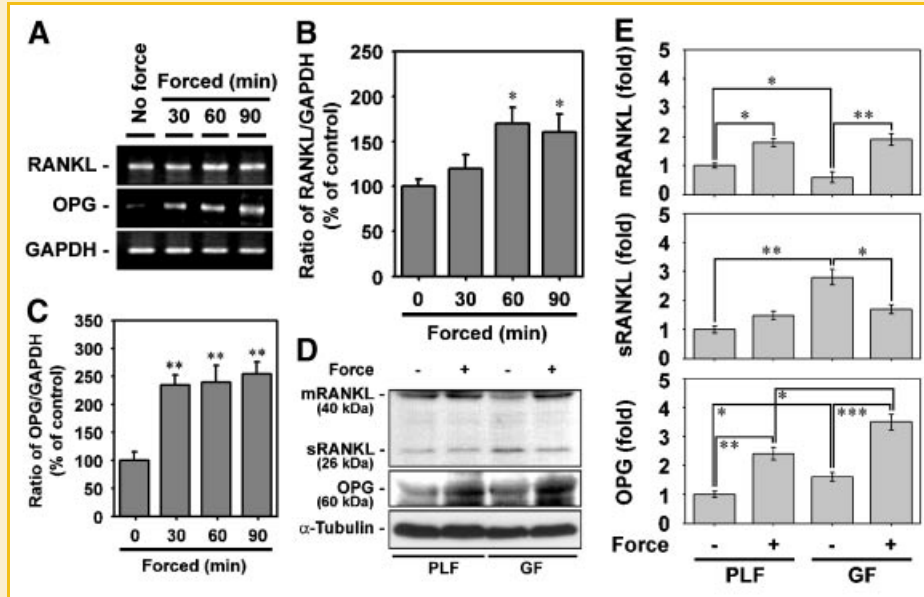 A
No force
Forced (min)
30 60 90
RANKL -
OPG -
GAPDH -
B
Ratio of RANKL/GAPDH
(% of control)
250
200
150
100
50
0
* *
0 30 60 90
Forced (min)
C
Ratio of OPG/GAPDH
(% of control)
350
300
250
200
150
100
50
0
** ** **
0 30 60 90
Forced (min)
D
Force - + - +
mRANKL -
(40 kDa)
sRANKL -
(26 kDa)
OPG -
(60 kDa)
α-Tubulin -
PLF GF
E
mRANKL (fold)
5
4
3
2
1
0
*
* **
sRANKL (fold)
5
4
3
2
1
0
** *
OPG (fold)
5
4
3
2
1
0
*
* ***
**
Force - + - +
PLF GF